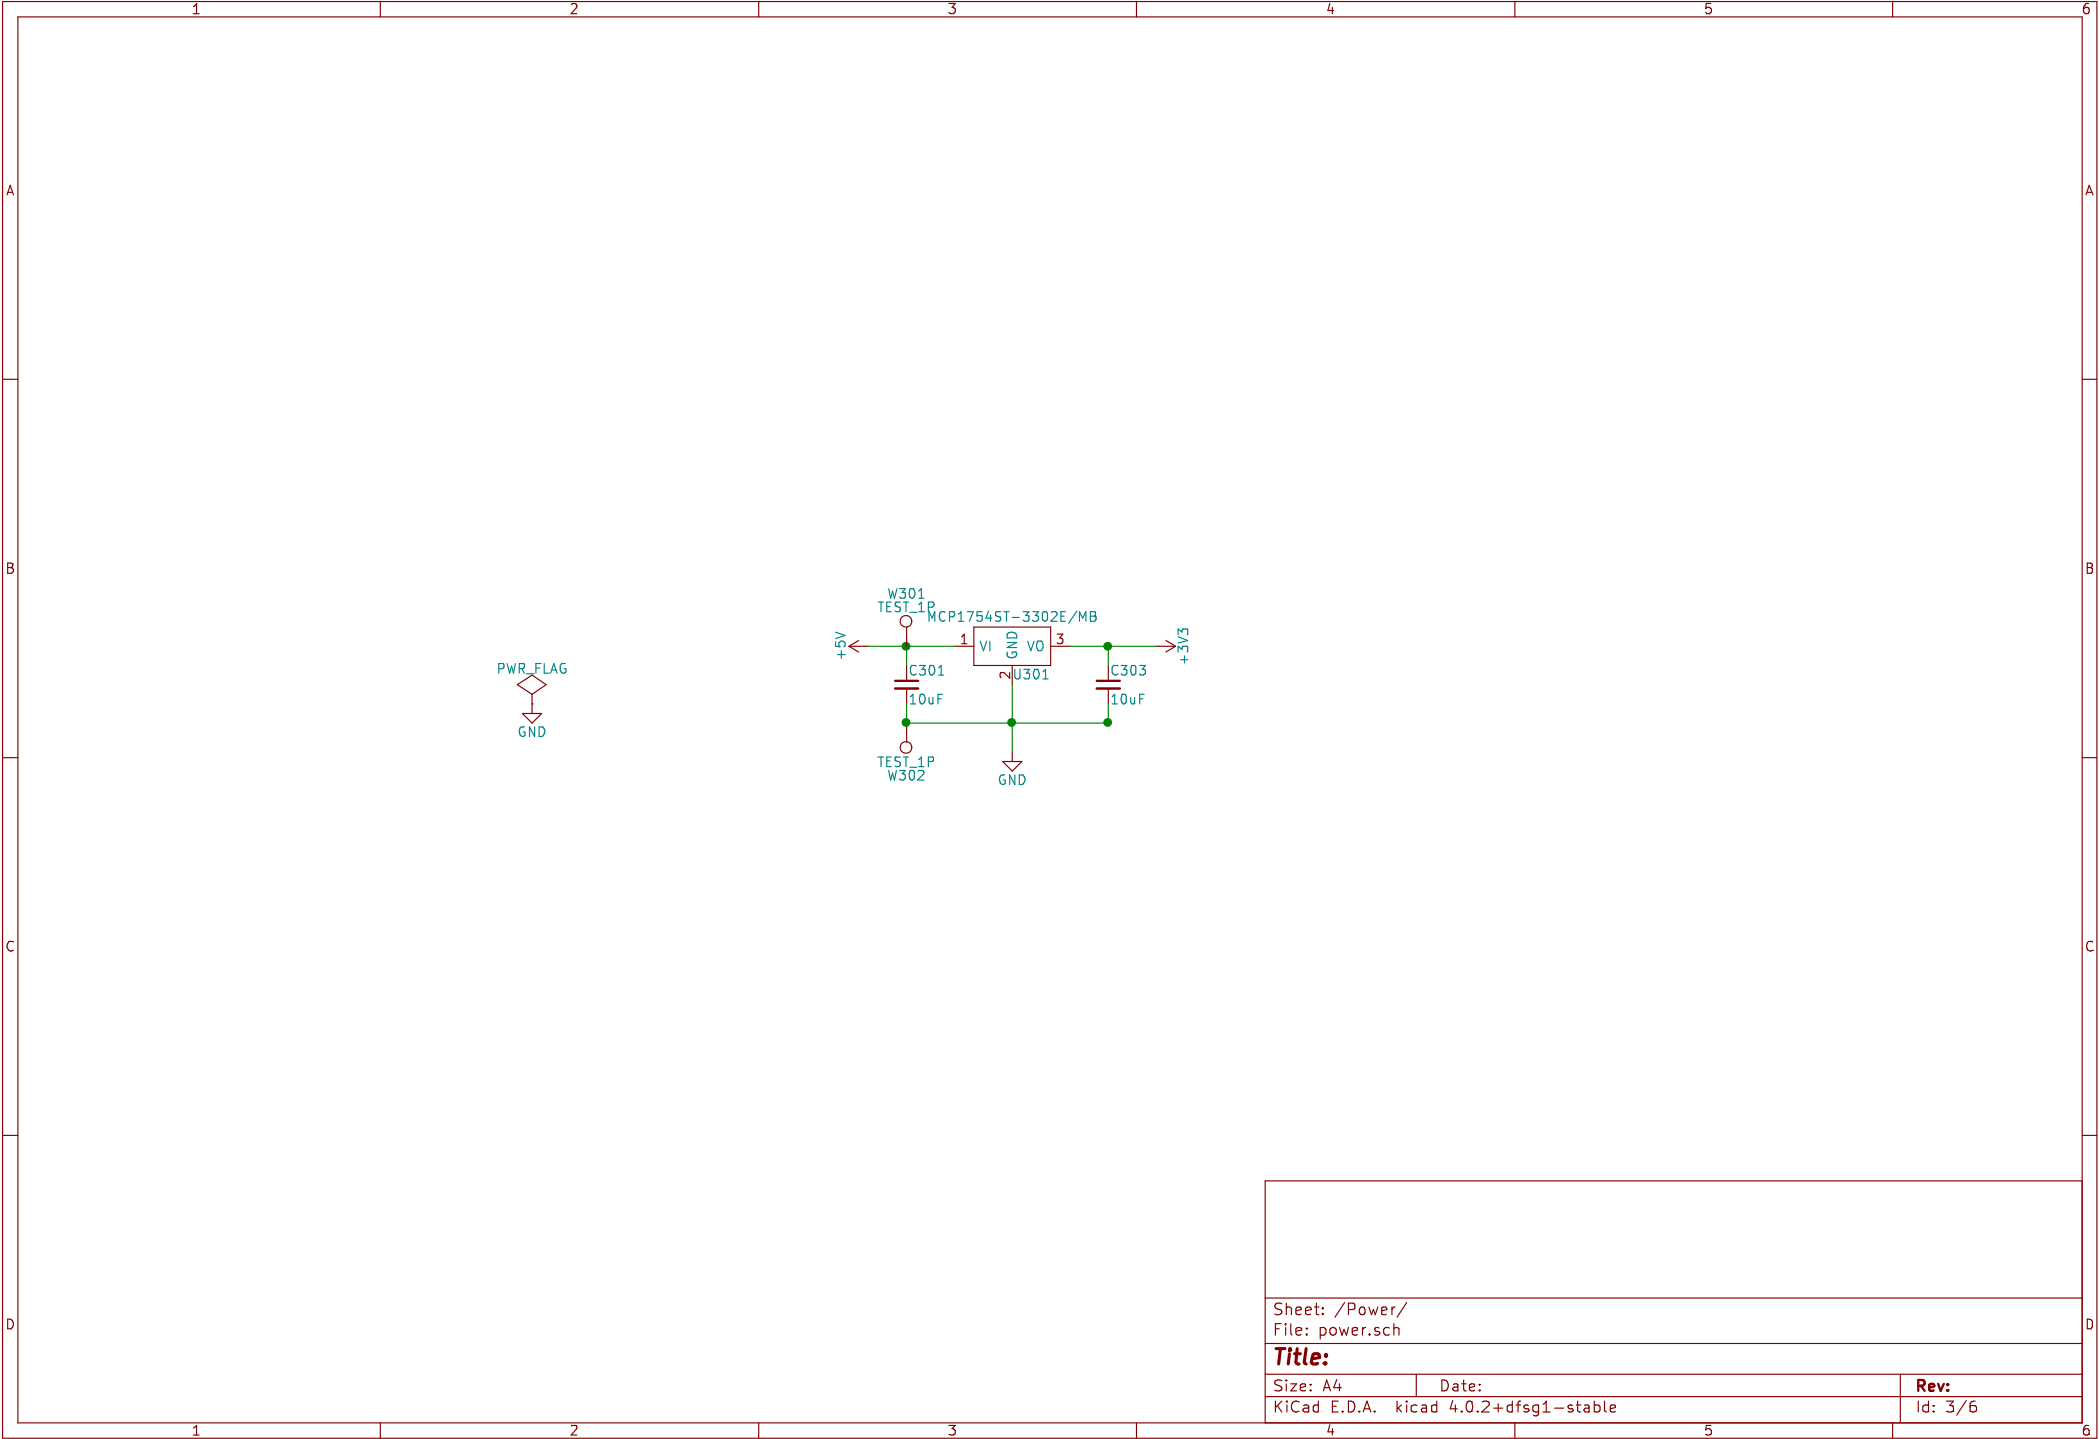 1 2 3 4 5 6
A A
B B
W301
TEST_1P
MCP1754ST-3302E/MB
+5V
1 VI GND VO 3
+3V3
2 U301
C301
10uF
C303
10uF
PWR_FLAG
GND
TEST_1P
W302
GND
C C
Sheet: /Power/
File: power.sch
D D
Title:
Size: A4 Date: Rev:
KiCad E.D.A. kicad 4.0.2+dfsg1-stable Id: 3/6
1 2 3 4 5 6